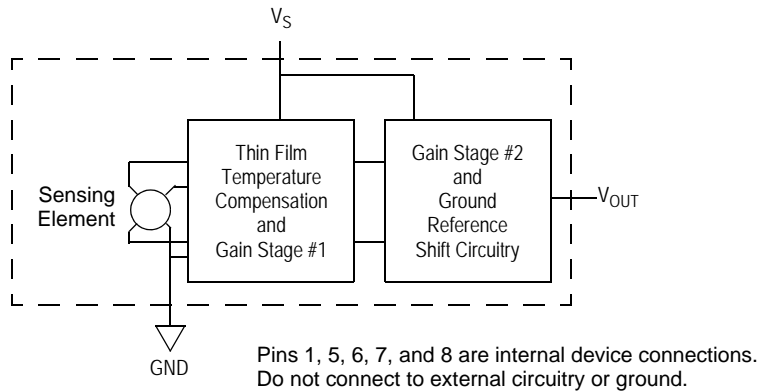 VS
Thin Film
Temperature
Compensation
and
Gain Stage #1
Gain Stage #2
and
Ground
Reference
Shift Circuitry
Sensing
Element
VOUT
GND
Pins 1, 5, 6, 7, and 8 are internal device connections.
Do not connect to external circuitry or ground.